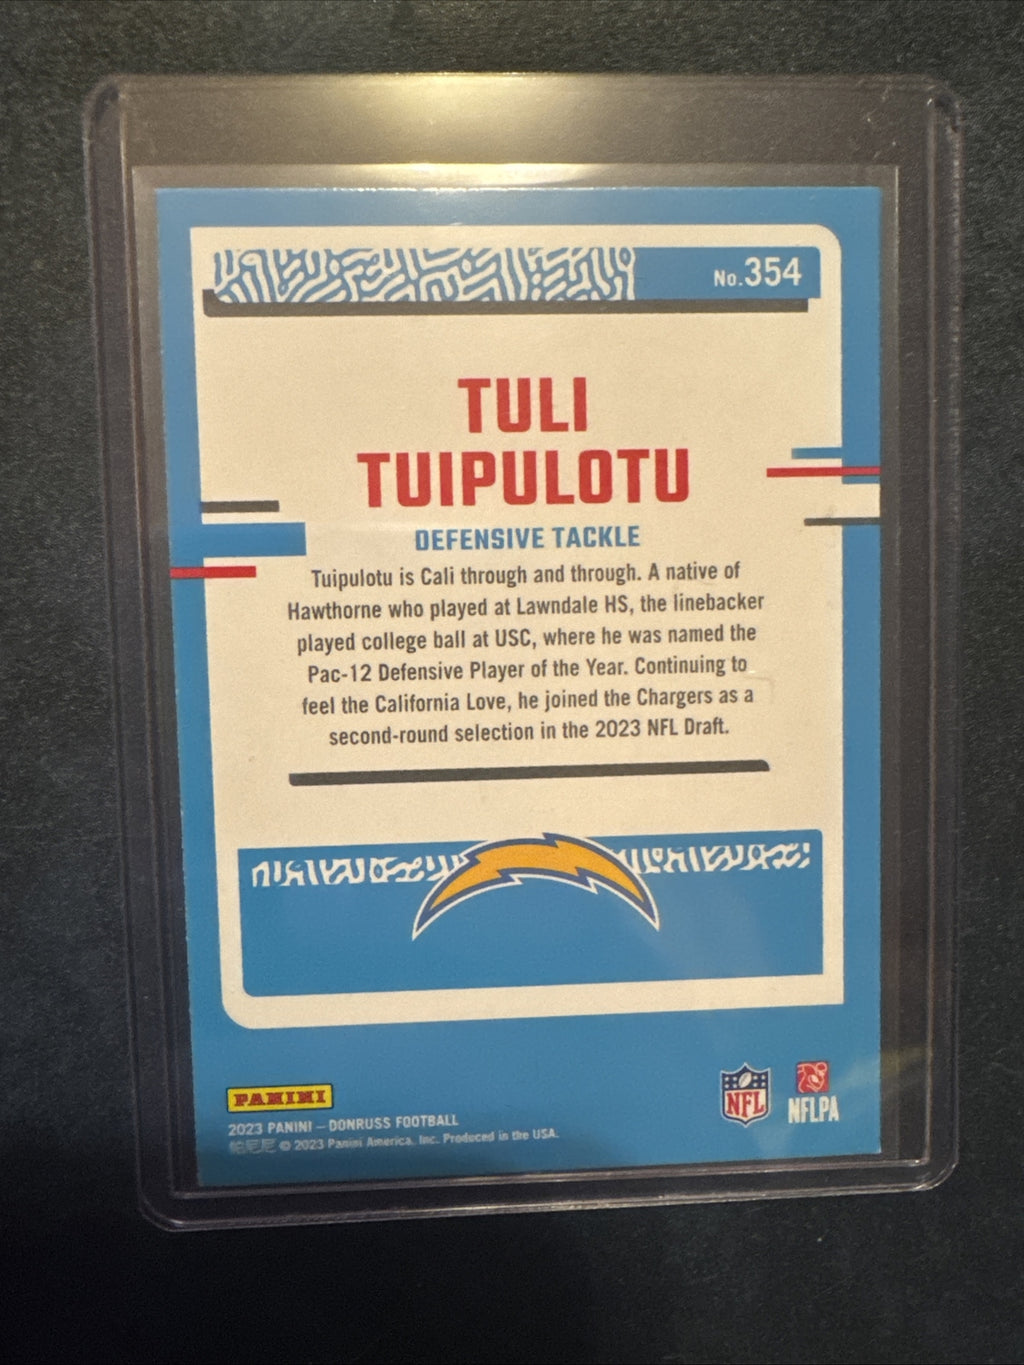 No.354
TULI
TUIPULOTU
DEFENSIVE TACKLE
Tuipulotu is Cali through and through. A native of
Hawthorne who played at Lawndale HS, the linebacker
played college ball at USC, where he was named the
Pac-12 Defensive Player of the Year. Continuing to
feel the California Love, he joined the Chargers as a
second-round selection in the 2023 NFL Draft.
PANINI
2023 PANINI – DONRUSS FOOTBALL
帕尼尼 © 2023 Panini America, Inc. Produced in the USA.
NFL
NFLPA